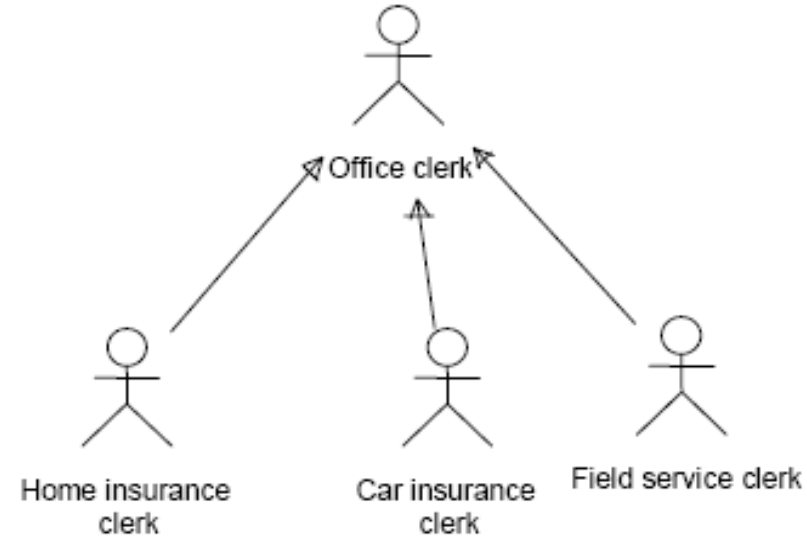 Office clerk
Home insurance
clerk
Car insurance
clerk
Field service clerk